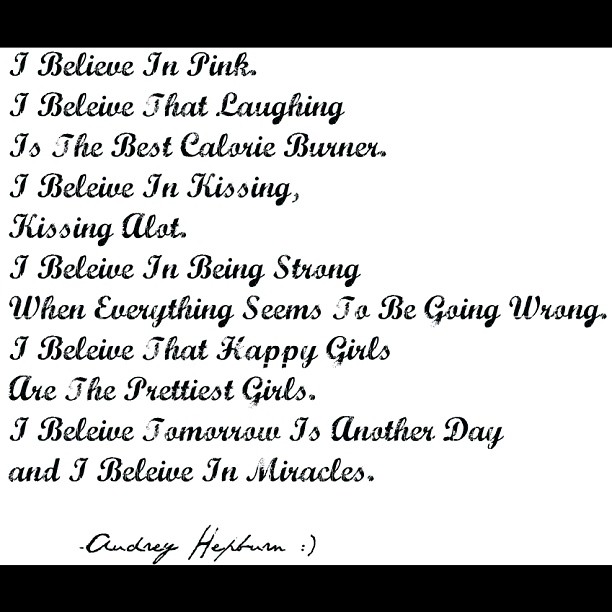 I Believe In Pink.
I Beleive That Laughing
Is The Best Calorie Burner.
I Beleive In Kissing,
Kissing Alot.
I Beleive In Being Strong
When Everything Seems To Be Going Wrong.
I Beleive That Happy Girls
Are The Prettiest Girls.
I Beleive Tomorrow Is Another Day
and I Beleive In Miracles.
-Audrey Hepburn :)